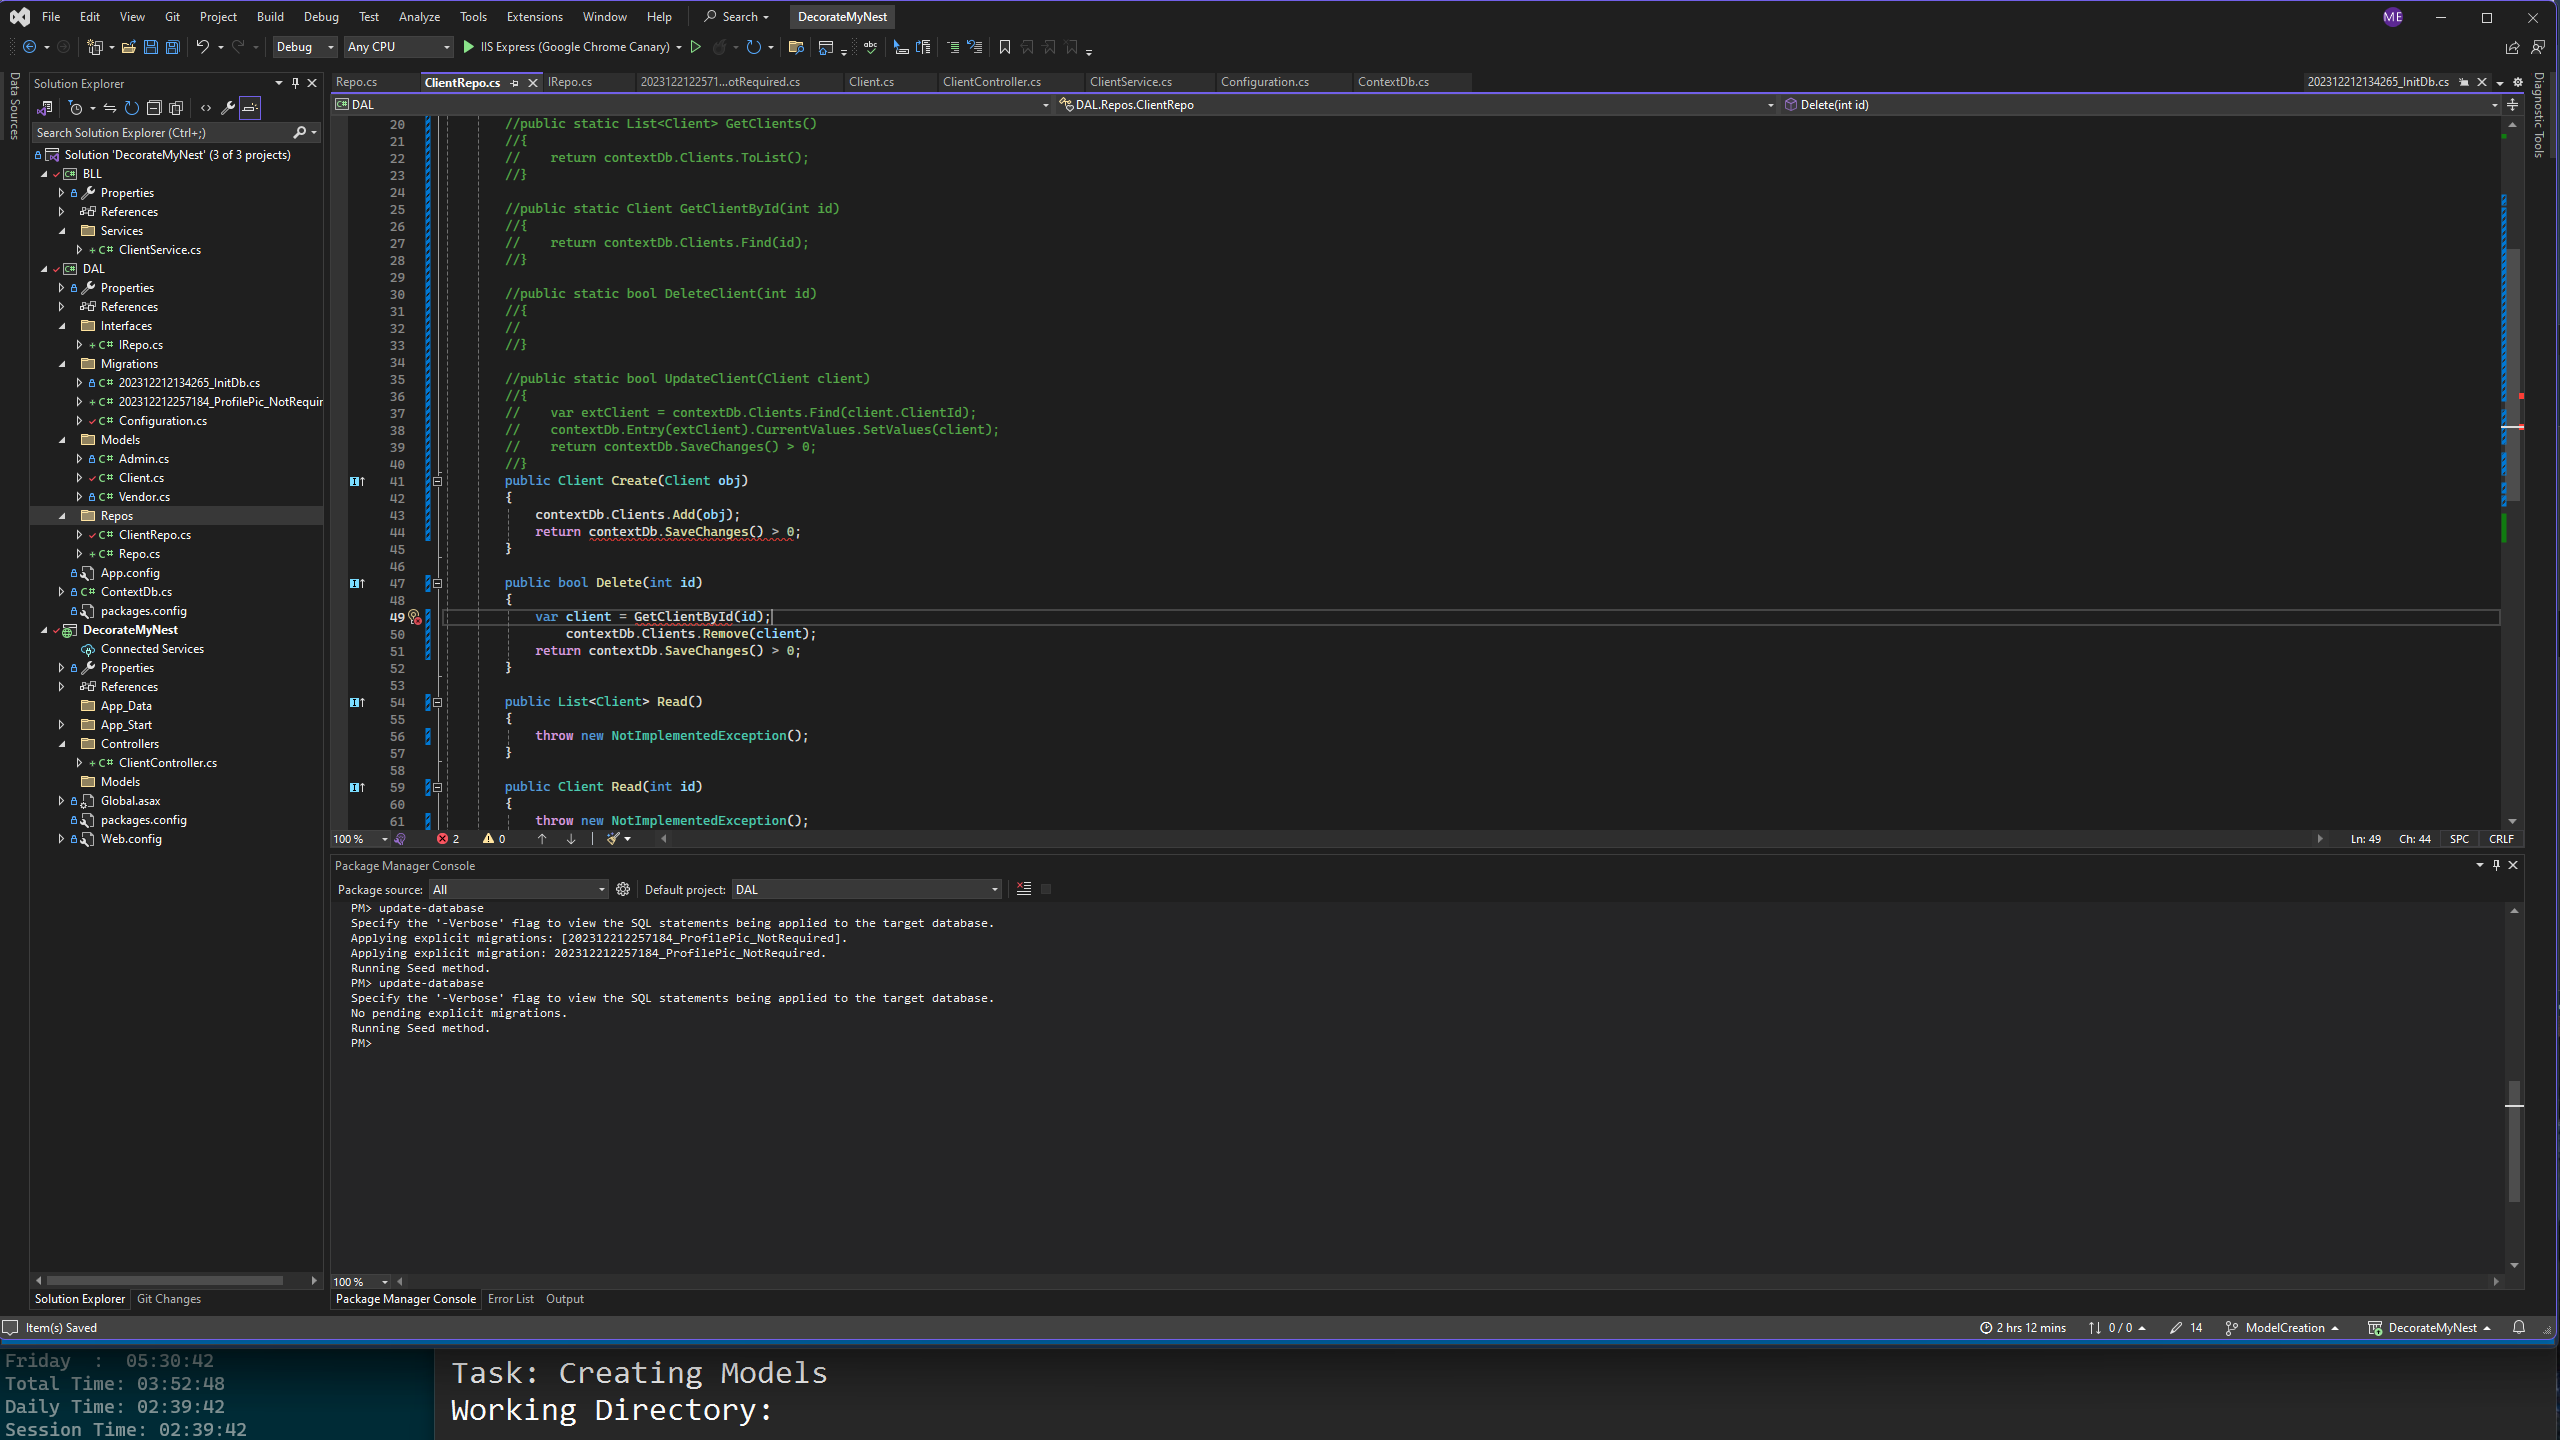 File Edit View Git Project Build Debug Test Analyze Tools Extensions Window Help Search DecorateMyNest ME
Debug Any CPU IIS Express (Google Chrome Canary)
Data Sources
Solution Explorer
Search Solution Explorer (Ctrl+;)
Solution 'DecorateMyNest' (3 of 3 projects)
BLL
Properties
References
Services
C# ClientService.cs
DAL
Properties
References
Interfaces
C# IRepo.cs
Migrations
C# 202312212134265_InitDb.cs
C# 202312212257184_ProfilePic_NotRequir
C# Configuration.cs
Models
C# Admin.cs
C# Client.cs
C# Vendor.cs
Repos
C# ClientRepo.cs
C# Repo.cs
App.config
C# ContextDb.cs
packages.config
DecorateMyNest
Connected Services
Properties
References
App_Data
App_Start
Controllers
C# ClientController.cs
Models
Global.asax
packages.config
Web.config
Solution Explorer Git Changes
Repo.cs ClientRepo.cs IRepo.cs 2023122122571...otRequired.cs Client.cs ClientController.cs ClientService.cs Configuration.cs ContextDb.cs 202312212134265_InitDb.cs
DAL DAL.Repos.ClientRepo Delete(int id)
20 //public static List<Client> GetClients()
21 //{
22 // return contextDb.Clients.ToList();
23 //}
24
25 //public static Client GetClientById(int id)
26 //{
27 // return contextDb.Clients.Find(id);
28 //}
29
30 //public static bool DeleteClient(int id)
31 //{
32 //
33 //}
34
35 //public static bool UpdateClient(Client client)
36 //{
37 // var extClient = contextDb.Clients.Find(client.ClientId);
38 // contextDb.Entry(extClient).CurrentValues.SetValues(client);
39 // return contextDb.SaveChanges() > 0;
40 //}
41 public Client Create(Client obj)
42 {
43 contextDb.Clients.Add(obj);
44 return contextDb.SaveChanges() > 0;
45 }
46
47 public bool Delete(int id)
48 {
49 var client = GetClientById(id);
50 contextDb.Clients.Remove(client);
51 return contextDb.SaveChanges() > 0;
52 }
53
54 public List<Client> Read()
55 {
56 throw new NotImplementedException();
57 }
58
59 public Client Read(int id)
60 {
61 throw new NotImplementedException();
100 % 2 0 Ln: 49 Ch: 44 SPC CRLF
Diagnostic Tools
Package Manager Console
Package source: All Default project: DAL
PM> update-database
Specify the '-Verbose' flag to view the SQL statements being applied to the target database.
Applying explicit migrations: [202312212257184_ProfilePic_NotRequired].
Applying explicit migration: 202312212257184_ProfilePic_NotRequired.
Running Seed method.
PM> update-database
Specify the '-Verbose' flag to view the SQL statements being applied to the target database.
No pending explicit migrations.
Running Seed method.
PM>
100 %
Package Manager Console Error List Output
Item(s) Saved 2 hrs 12 mins 0 / 0 14 ModelCreation DecorateMyNest
Friday : 05:30:42
Total Time: 03:52:48
Daily Time: 02:39:42
Session Time: 02:39:42
Task: Creating Models
Working Directory: